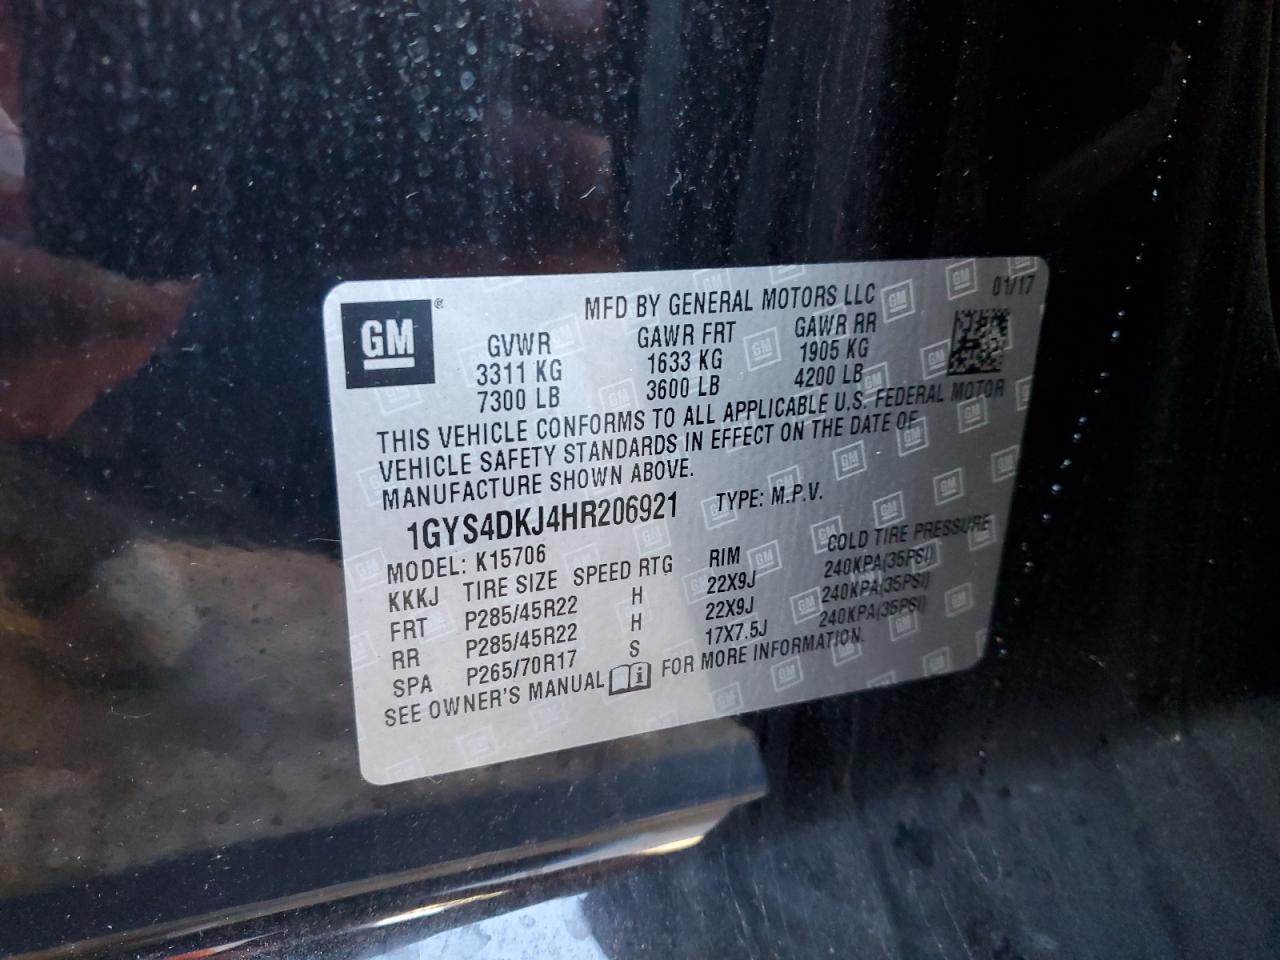 GM ®
MFD BY GENERAL MOTORS LLC 01/17
GVWR GAWR FRT GAWR RR
3311 KG 1633 KG 1905 KG
7300 LB 3600 LB 4200 LB
THIS VEHICLE CONFORMS TO ALL APPLICABLE U.S. FEDERAL MOTOR
VEHICLE SAFETY STANDARDS IN EFFECT ON THE DATE OF
MANUFACTURE SHOWN ABOVE.
1GYS4DKJ4HR206921 TYPE: M.P.V.
MODEL: K15706
KKKJ TIRE SIZE SPEED RTG RIM COLD TIRE PRESSURE
FRT P285/45R22 H 22X9J 240KPA(35PSI)
RR P285/45R22 H 22X9J 240KPA(35PSI)
SPA P265/70R17 S 17X7.5J 240KPA(35PSI)
SEE OWNER'S MANUAL i FOR MORE INFORMATION.